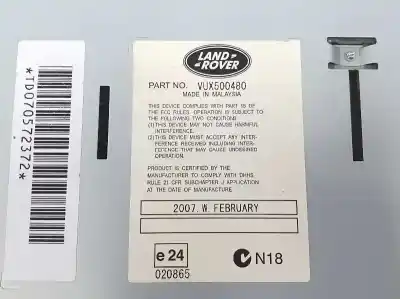 *TD0705723​72*
LAND
ROVER
PART NO. VUX500480
MADE IN MALAYSIA
THIS DEVICE COMPLIES WITH PART 15 OF
THE FCC RULES. OPERATION IS SUBJECT TO
THE FOLLOWING TWO CONDITIONS
(1)THIS DEVICE MAY NOT CAUSE HARMFUL
INTERFERENCE.
(2)THIS DEVICE MUST ACCEPT ANY INTER-
FERENCE RECEIVED INCLUDING INTER-
FERENCE THAT MAY CAUSE UNDESIRED
OPERATION.
PRODUCT IS CERTIFIED BY THE
MANUFACTURER TO COMPLY WITH DHHS
RULE 21 CFR SUBCHAPTER J APPLICATION
AT THE DATE OF MANUFACTURE
2007. W. FEBRUARY
e24
020865
N18